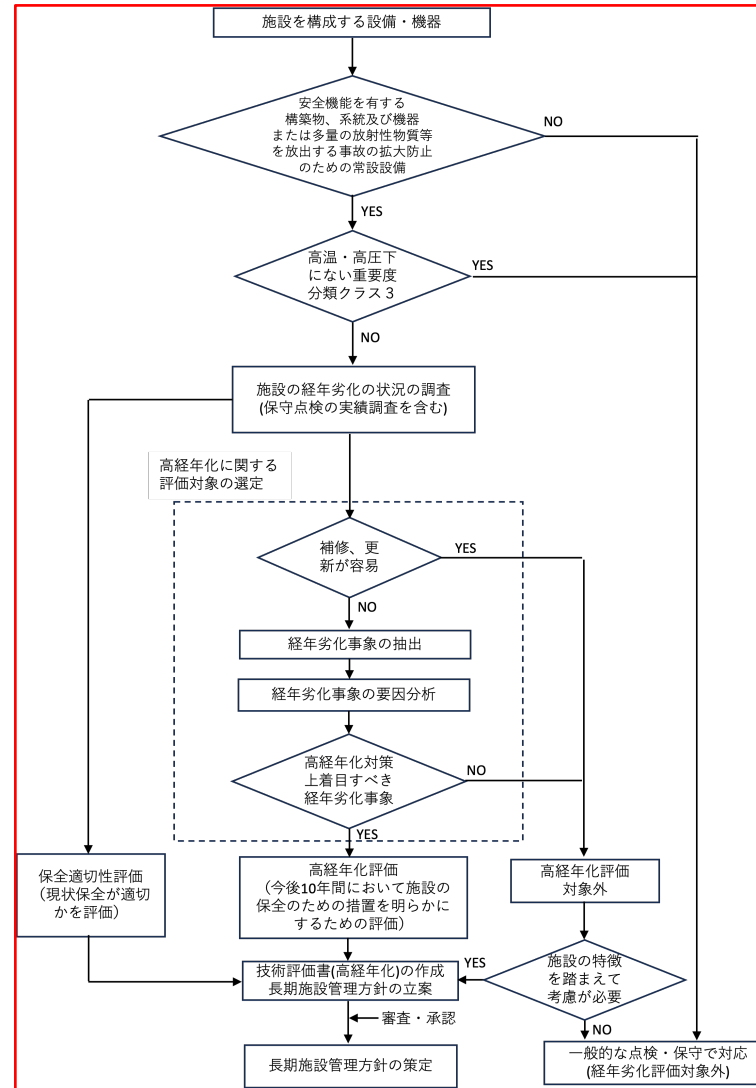 施設を構成する設備・機器
安全機能を有する
構築物、系統及び機器
または多量の放射性物質等
を放出する事故の拡大防止
のための常設設備
NO
YES
高温・高圧下
にない重要度
分類クラス３
YES
NO
施設の経年劣化の状況の調査
(保守点検の実績調査を含む)
高経年化に関する
評価対象の選定
補修、更
新が容易
YES
NO
経年劣化事象の抽出
経年劣化事象の要因分析
高経年化対策
上着目すべき
経年劣化事象
NO
YES
保全適切性評価
（現状保全が適切
かを評価）
高経年化評価
（今後10年間において施設の
保全のための措置を明らかに
するための評価）
高経年化評価
対象外
技術評価書(高経年化)の作成
長期施設管理方針の立案
YES
施設の特徴
を踏まえて
考慮が必要
NO
審査・承認
長期施設管理方針の策定
一般的な点検・保守で対応
(経年劣化評価対象外)